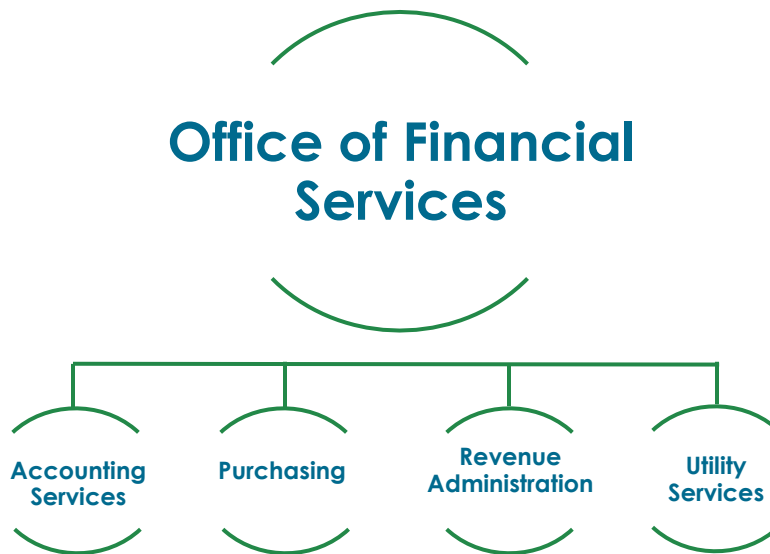 Office of Financial
Services
Accounting
Services
Purchasing
Revenue
Administration
Utility
Services